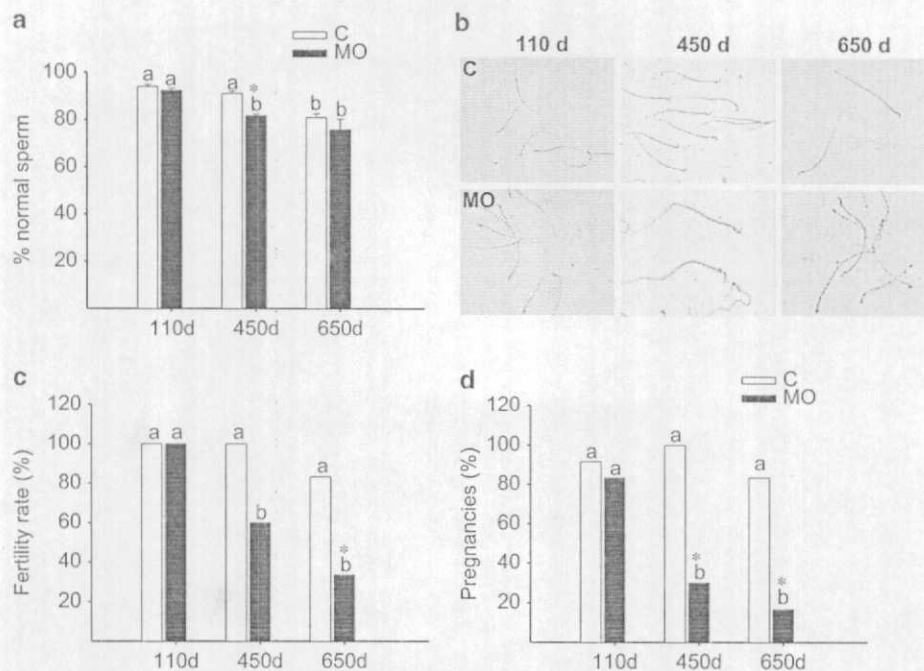 a
C
MO
% normal sperm
100
80
60
40
20
a a
a * b
b b
110d 450d 650d
b
110 d 450 d 650 d
C
MO
c
Fertility rate (%)
120
100
80
60
40
20
a a
a b
a * b
110d 450d 650d
d
C
MO
Pregnancies (%)
120
100
80
60
40
20
a a
a * b
a * b
110d 450d 650d